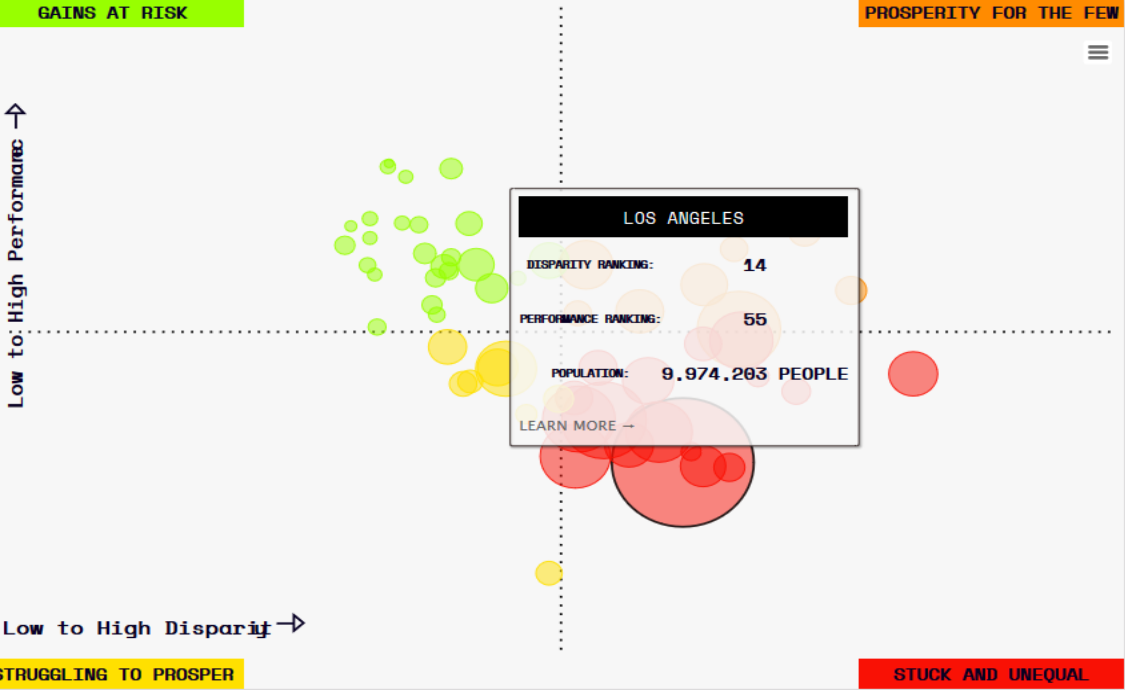 GAINS AT RISK
PROSPERITY FOR THE FEW
Low to High Performanc
LOS ANGELES
DISPARITY RANKING: 14
PERFORMANCE RANKING: 55
POPULATION: 9.974.203 PEOPLE
LEARN MORE →
Low to High Disparity
STRUGGLING TO PROSPER
STUCK AND UNEQUAL